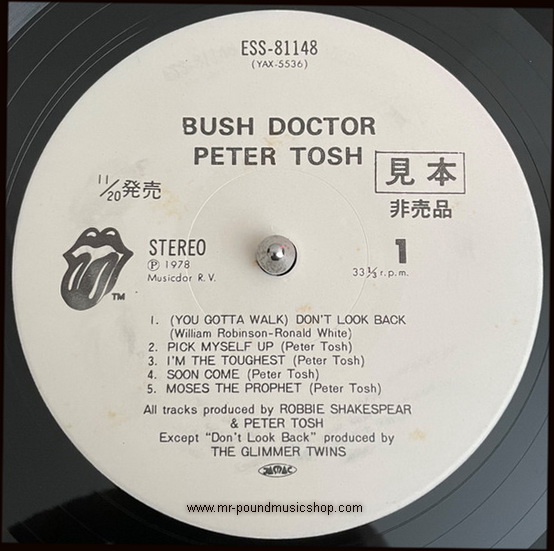 ESS-81148
(YAX-5536)
BUSH DOCTOR
PETER TOSH
見本
11/20発売
非売品
STEREO
1
Ⓟ 1978
Musicdor R. V.
33 1/3 r.p.m.
TM
1. (YOU GOTTA WALK) DON'T LOOK BACK
(William Robinson-Ronald White)
2. PICK MYSELF UP (Peter Tosh)
3. I'M THE TOUGHEST (Peter Tosh)
4. SOON COME (Peter Tosh)
5. MOSES THE PROPHET (Peter Tosh)
All tracks produced by ROBBIE SHAKESPEAR
& PETER TOSH
Except "Don't Look Back" produced by
THE GLIMMER TWINS
JASRAC
www.mr-poundmusicshop.com